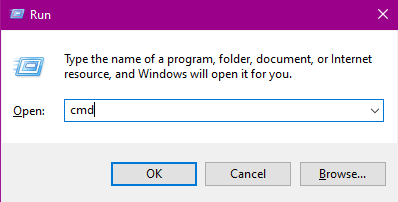 Run
Type the name of a program, folder, document, or Internet
resource, and Windows will open it for you.
Open: cmd
OK Cancel Browse...